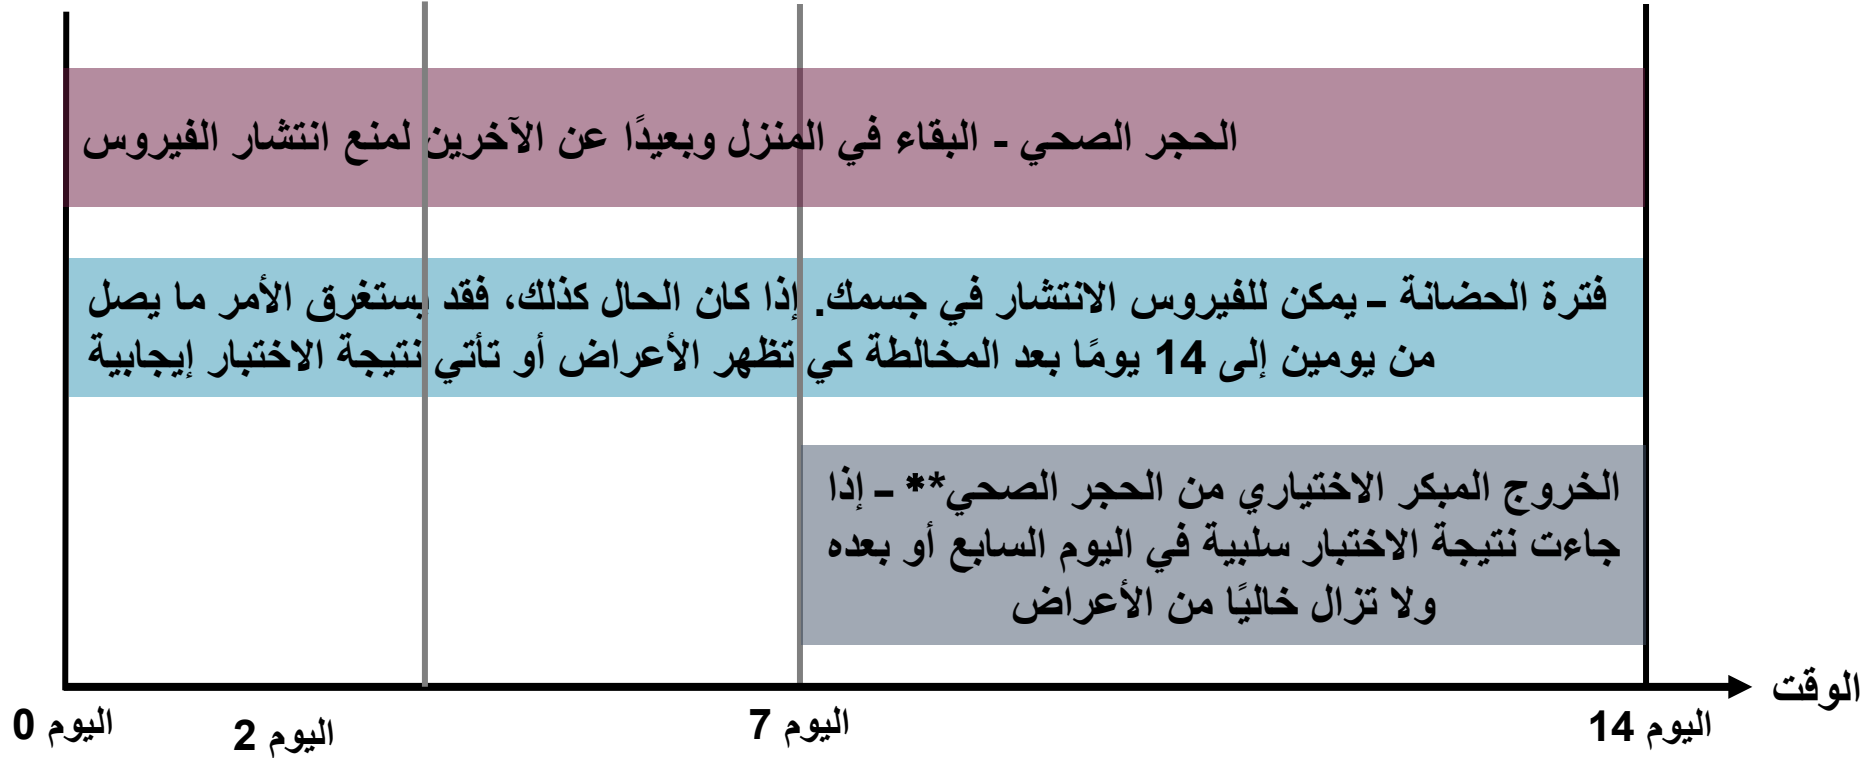 الحجر الصحي - البقاء في المنزل وبعيدًا عن الآخرين لمنع انتشار الفيروس
فترة الحضانة – يمكن للفيروس الانتشار في جسمك. إذا كان الحال كذلك، فقد يستغرق الأمر ما يصل
من يومين إلى 14 يومًا بعد المخالطة كي تظهر الأعراض أو تأتي نتيجة الاختبار إيجابية
الخروج المبكر الاختياري من الحجر الصحي** – إذا
جاءت نتيجة الاختبار سلبية في اليوم السابع أو بعده
ولا تزال خاليًا من الأعراض
الوقت
اليوم 0
اليوم 2
اليوم 7
اليوم 14